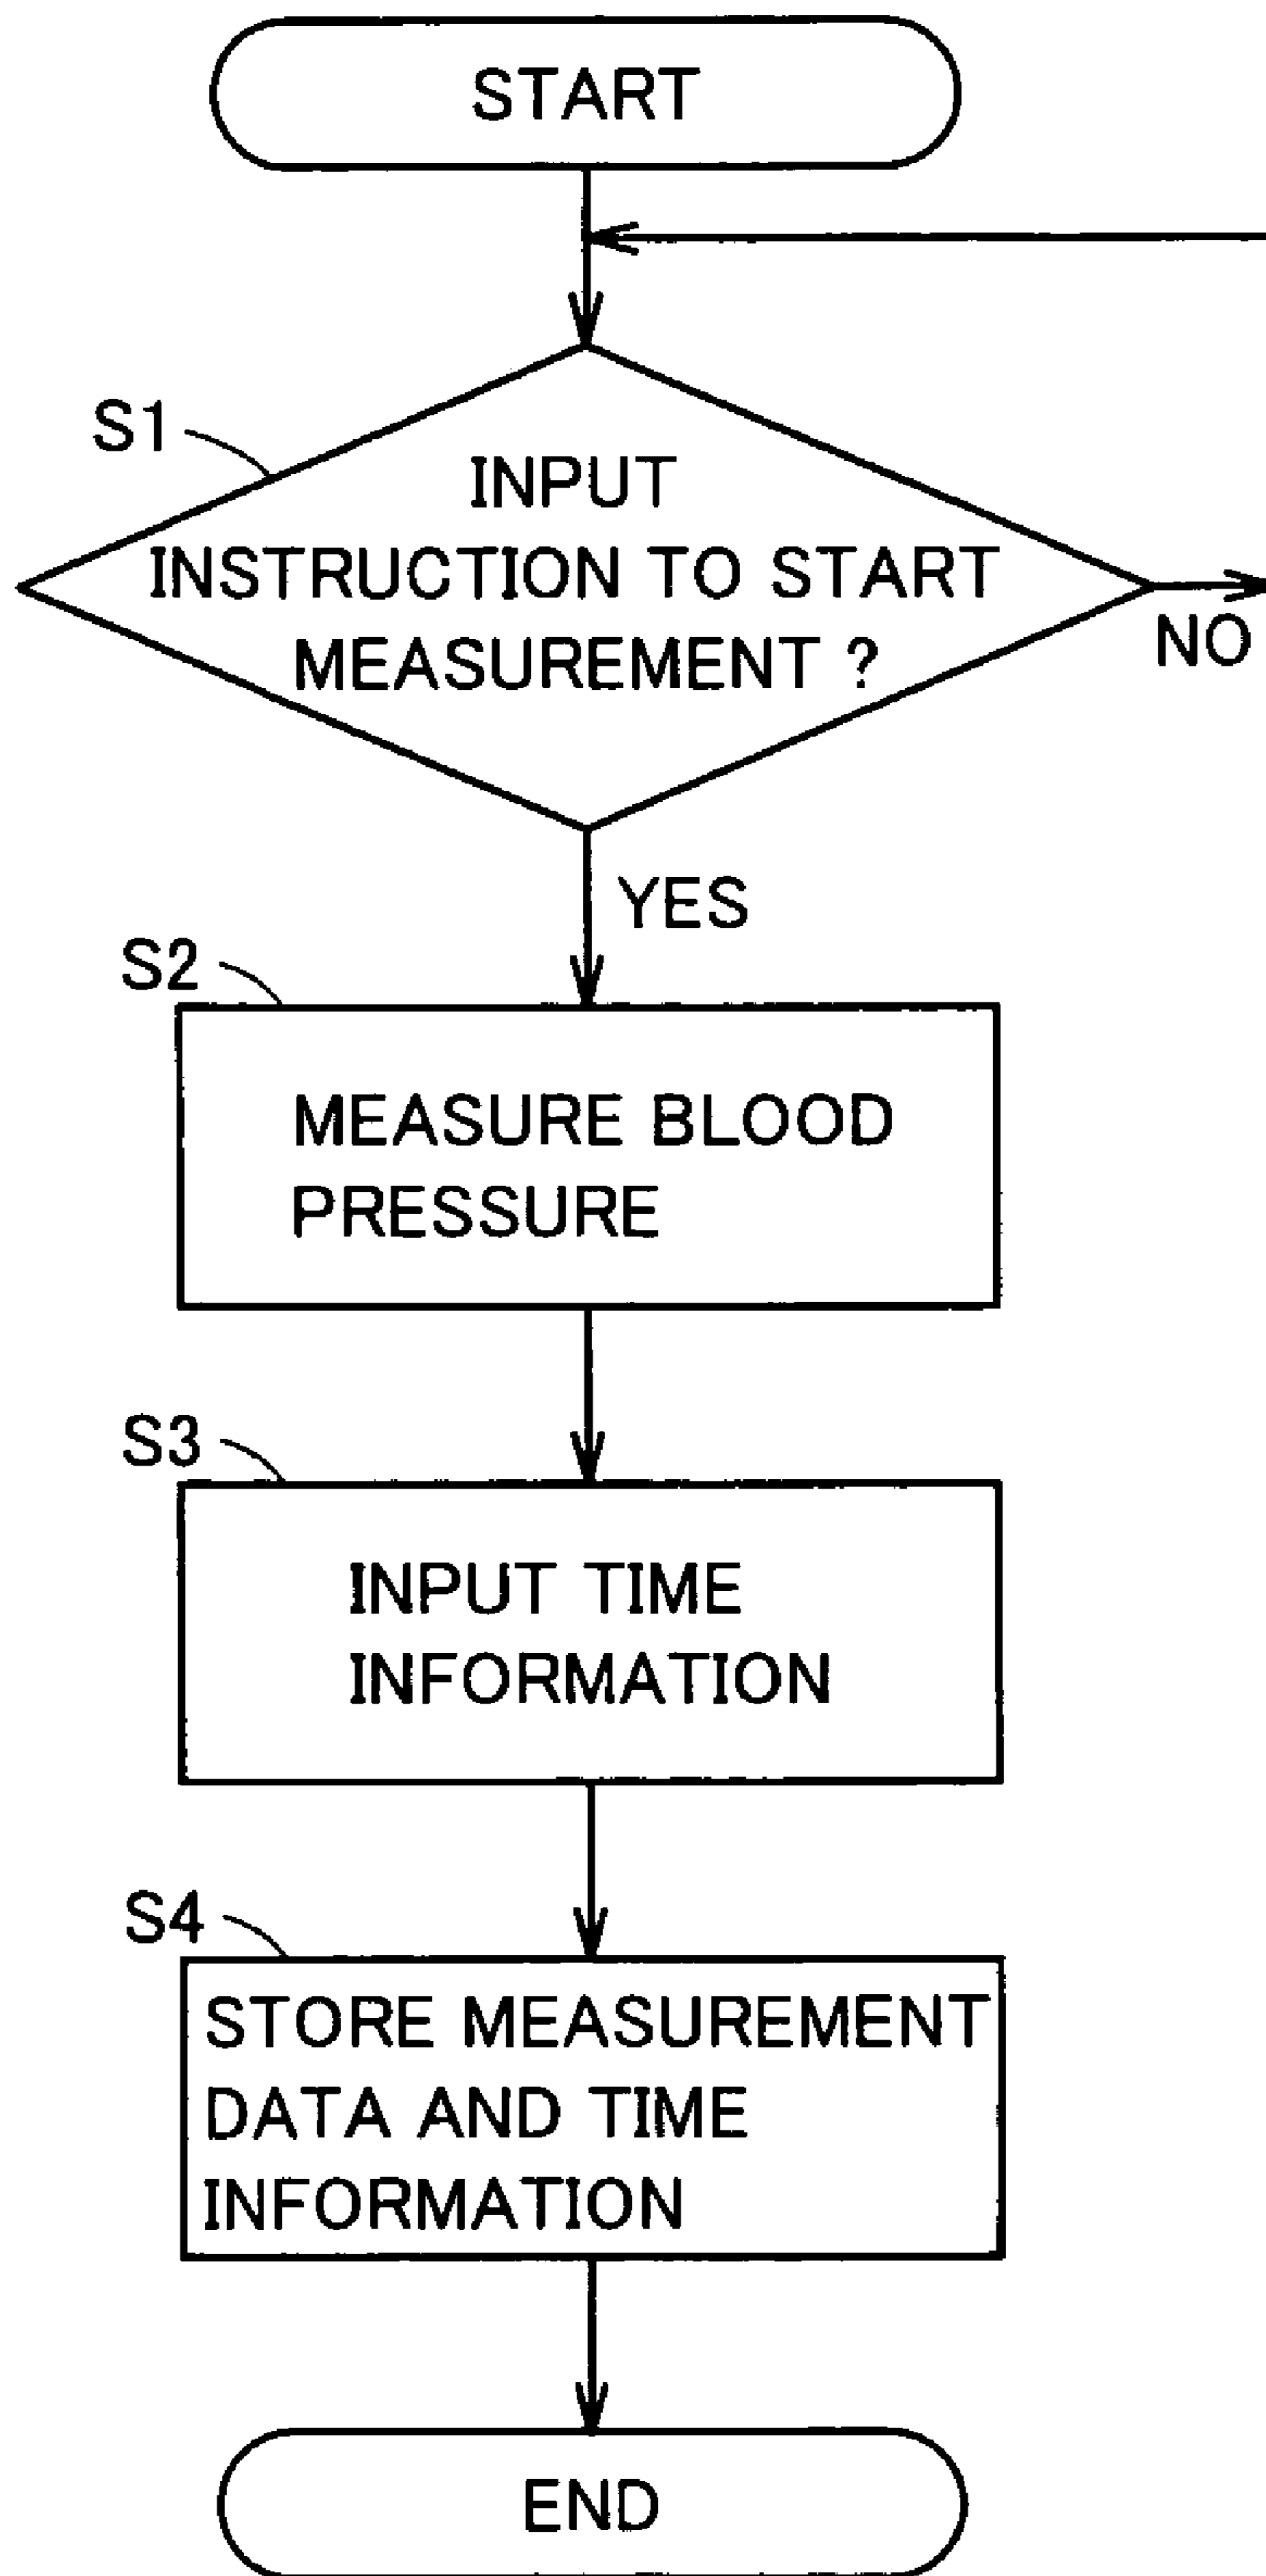 START
S1
INPUT
INSTRUCTION TO START
MEASUREMENT ?
NO
YES
S2
MEASURE BLOOD
PRESSURE
S3
INPUT TIME
INFORMATION
S4
STORE MEASUREMENT
DATA AND TIME
INFORMATION
END